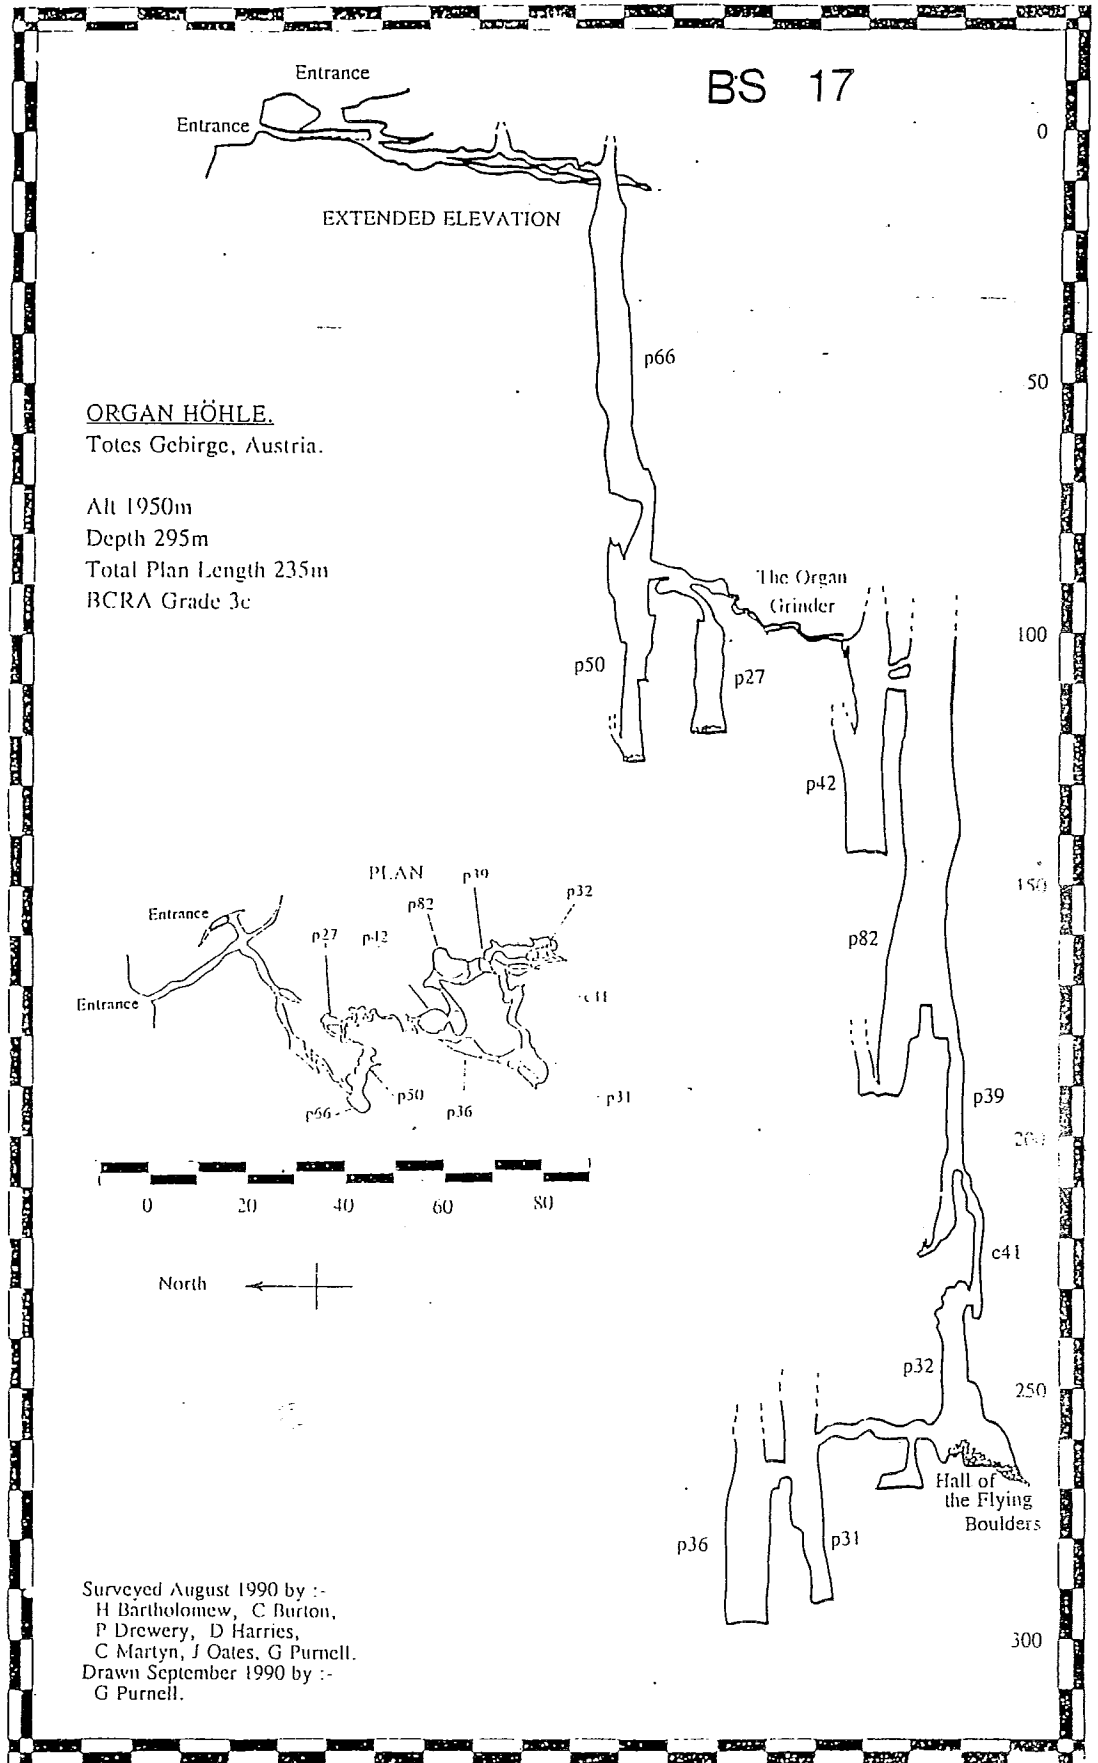 BS 17
Entrance
Entrance
0
EXTENDED ELEVATION
p66
50
ORGAN HÖHLE.
Totes Gebirge, Austria.
Alt 1950m
Depth 295m
Total Plan Length 235m
BCRA Grade 3c
The Organ
Grinder
100
p50
p27
p42
PLAN
p39
p32
p82
150
Entrance
p27
p42
p82
Entrance
c41
p50
p66
p36
p31
p39
200
0
20
40
60
80
c41
North
p32
250
Hall of
the Flying
Boulders
p36
p31
Surveyed August 1990 by :-
H Bartholomew, C Burton,
P Drewery, D Harries,
C Martyn, J Oates, G Purnell.
Drawn September 1990 by :-
G Purnell.
300